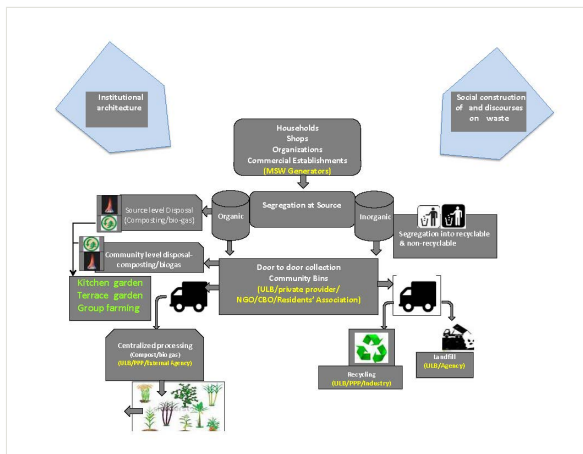 Institutional
architecture
Social construction
of and discourses
on waste
Households
Shops
Organizations
Commercial Establishments
(MSW Generators)
Source level Disposal
(Composting/bio-gas)
Organic
Segregation at Source
Inorganic
Segregation into recyclable
& non-recyclable
Community level disposal-
composting/biogas
Door to door collection
Community Bins
(ULB/private provider/
NGO/CBO/Residents' Association)
Kitchen garden
Terrace garden
Group farming
Centralized processing
(Compost/bio gas)
(ULB/PPP/External Agency)
Recycling
(ULB/PPP/Industry)
Landfill
(ULB/Agency)